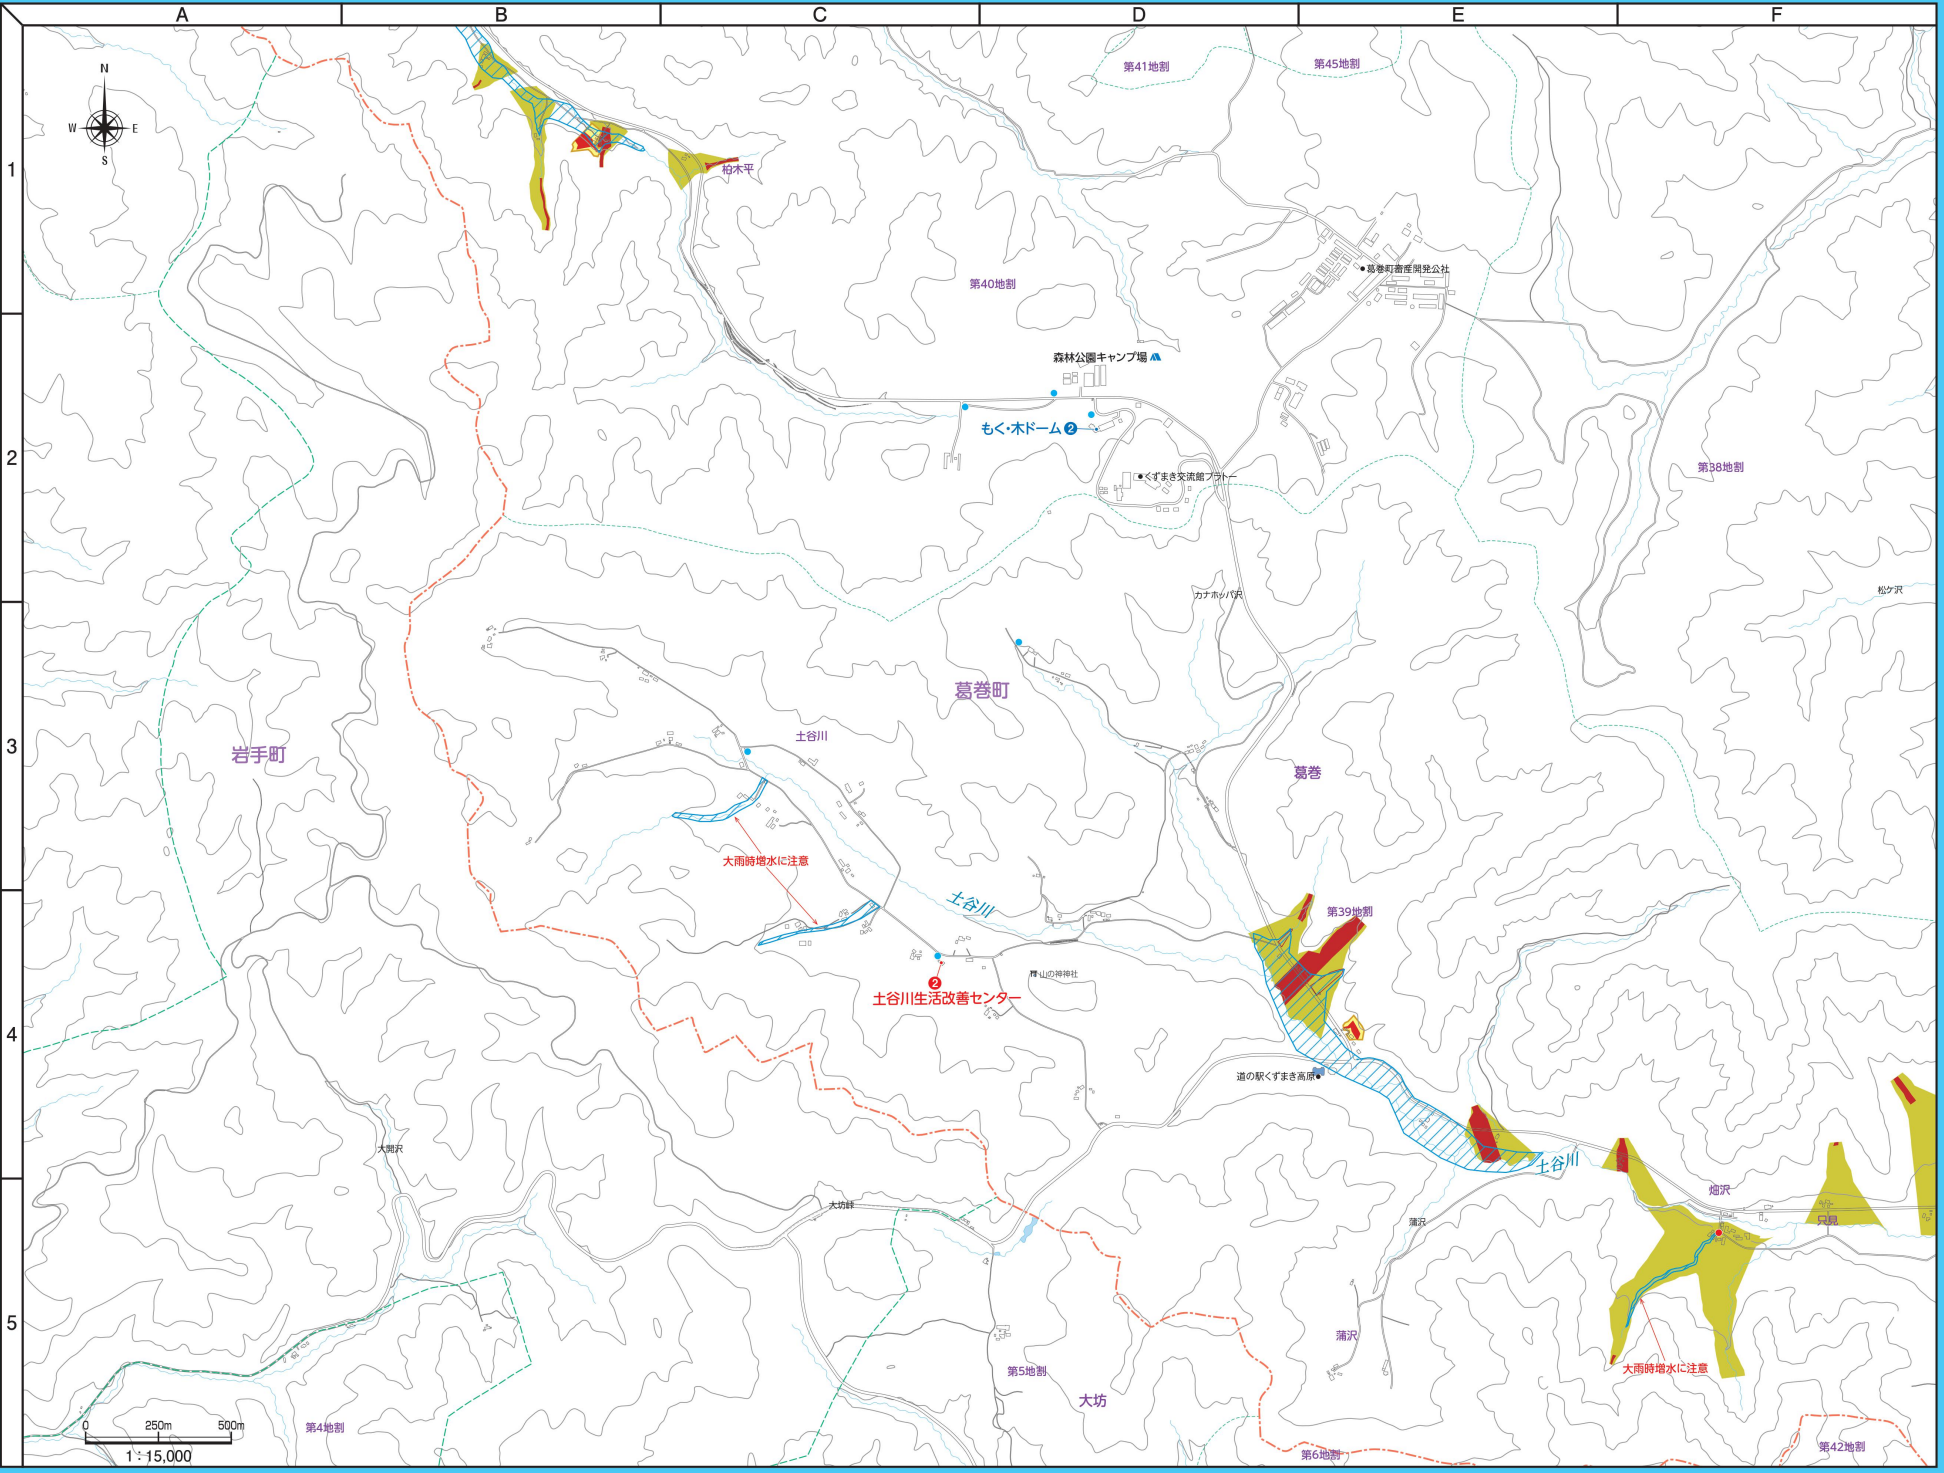 A B C D E F
1
2
3
4
5
N
W E
S
第41地割
第45地割
柏木平
第40地割
葛巻町畜産開発公社
森林公園キャンプ場
もく・木ドーム 2
くずまき交流館プラトー
第38地割
カナホッパ沢
松ケ沢
葛巻町
岩手町
土谷川
葛巻
大雨時増水に注意
土谷川
第39地割
山の神神社
2
土谷川生活改善センター
道の駅くずまき高原
大開沢
土谷川
畑沢
大坊峠
蒲沢
只見
蒲沢
大雨時増水に注意
第5地割
大坊
第4地割
第6地割
第42地割
0 250m 500m
1:15,000